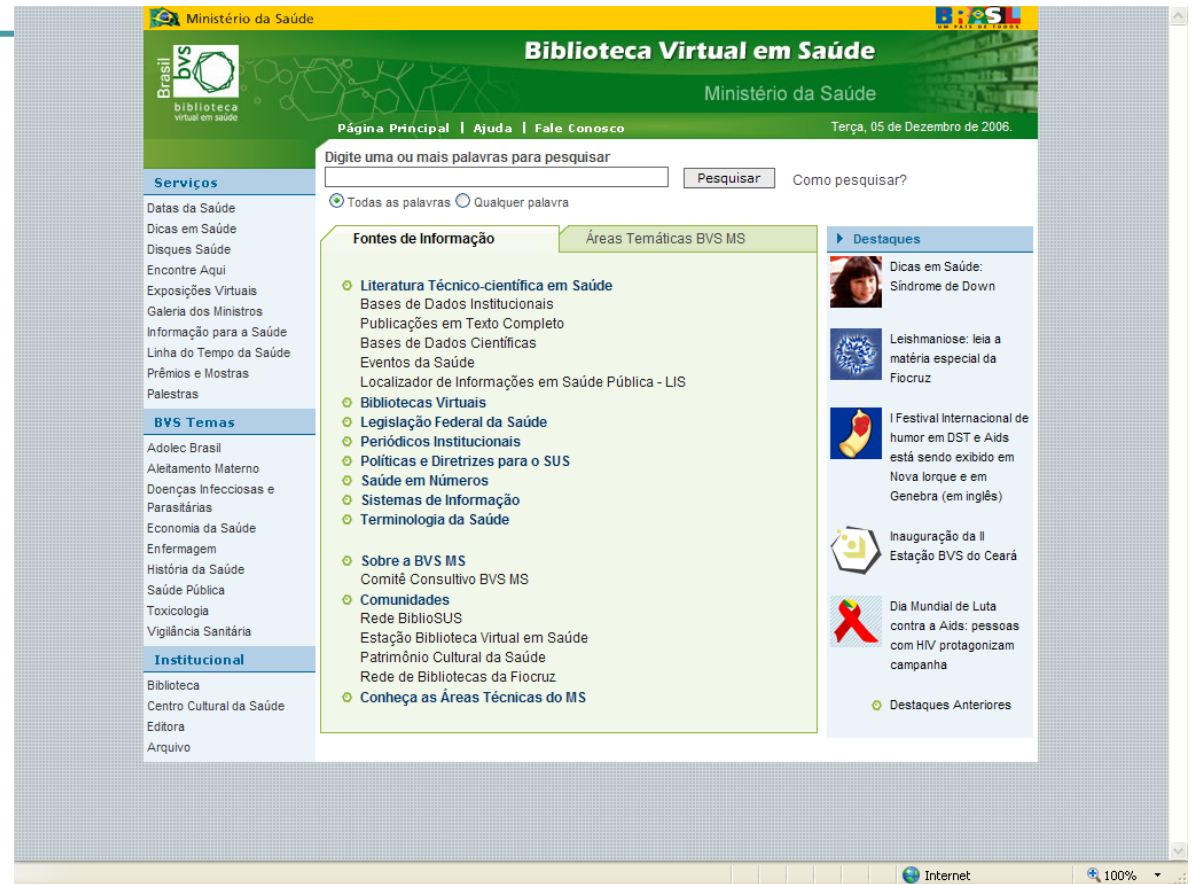 Ministério da Saúde
BRASIL
UM PAÍS DE TODOS
Brasil
bvs
biblioteca
virtual em saúde
Biblioteca Virtual em Saúde
Ministério da Saúde
Página Principal | Ajuda | Fale Conosco
Terça, 05 de Dezembro de 2006.
Digite uma ou mais palavras para pesquisar
Pesquisar
Como pesquisar?
Todas as palavras Qualquer palavra
Serviços
Datas da Saúde
Dicas em Saúde
Disques Saúde
Encontre Aqui
Exposições Virtuais
Galeria dos Ministros
Informação para a Saúde
Linha do Tempo da Saúde
Prêmios e Mostras
Palestras
BVS Temas
Adolec Brasil
Aleitamento Materno
Doenças Infecciosas e
Parasitárias
Economia da Saúde
Enfermagem
História da Saúde
Saúde Pública
Toxicologia
Vigilância Sanitária
Institucional
Biblioteca
Centro Cultural da Saúde
Editora
Arquivo
Fontes de Informação
Áreas Temáticas BVS MS
Literatura Técnico-científica em Saúde
Bases de Dados Institucionais
Publicações em Texto Completo
Bases de Dados Científicas
Eventos da Saúde
Localizador de Informações em Saúde Pública - LIS
Bibliotecas Virtuais
Legislação Federal da Saúde
Periódicos Institucionais
Políticas e Diretrizes para o SUS
Saúde em Números
Sistemas de Informação
Terminologia da Saúde
Sobre a BVS MS
Comitê Consultivo BVS MS
Comunidades
Rede BiblioSUS
Estação Biblioteca Virtual em Saúde
Patrimônio Cultural da Saúde
Rede de Bibliotecas da Fiocruz
Conheça as Áreas Técnicas do MS
Destaques
Dicas em Saúde:
Síndrome de Down
Leishmaniose: leia a
matéria especial da
Fiocruz
I Festival Internacional de
humor em DST e Aids
está sendo exibido em
Nova Iorque e em
Genebra (em inglês)
Inauguração da II
Estação BVS do Ceará
Dia Mundial de Luta
contra a Aids: pessoas
com HIV protagonizam
campanha
Destaques Anteriores
Internet
100%